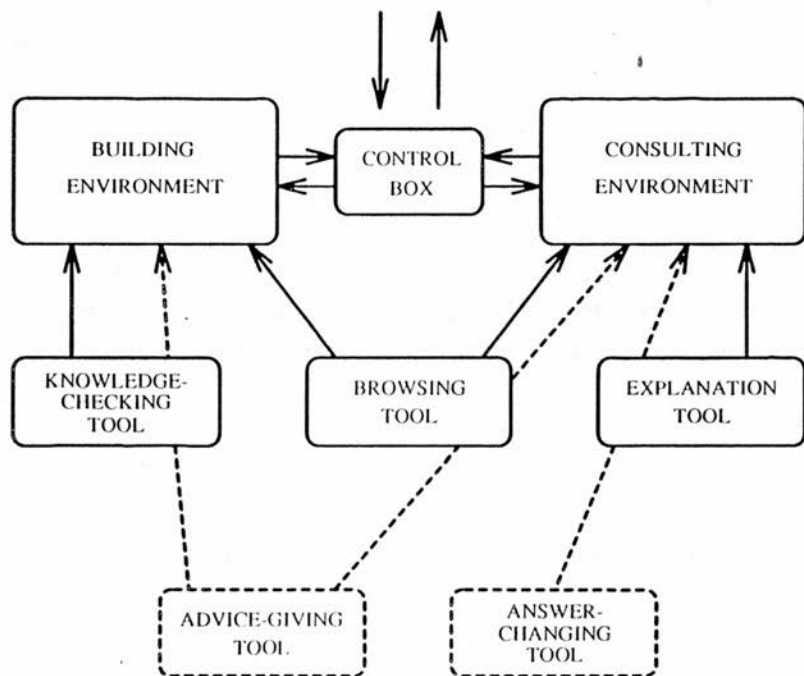 BUILDING
ENVIRONMENT
CONTROL
BOX
CONSULTING
ENVIRONMENT
KNOWLEDGE-
CHECKING
TOOL
BROWSING
TOOL
EXPLANATION
TOOL
ADVICE-GIVING
TOOL
ANSWER-
CHANGING
TOOL